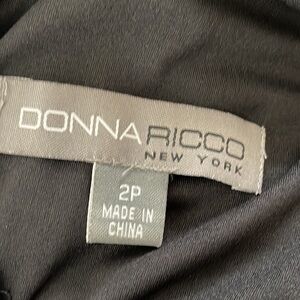 DONNA RICCO
NEW YORK
2P
MADE IN
CHINA